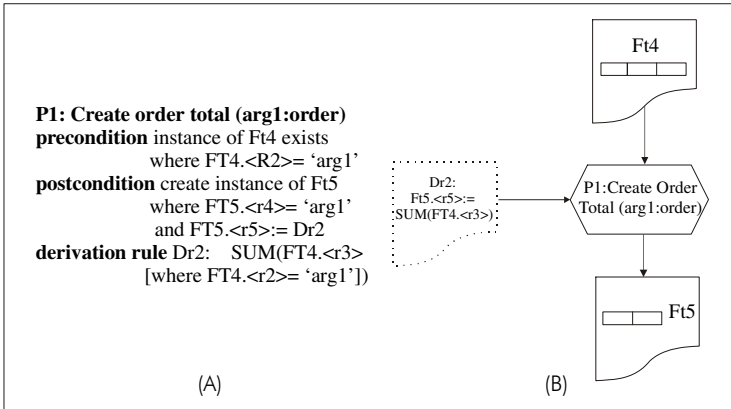 P1: Create order total (arg1:order)
precondition instance of Ft4 exists
where FT4.<R2>= ‘arg1’
postcondition create instance of Ft5
where FT5.<r4>= ‘arg1’
and FT5.<r5>:= Dr2
derivation rule Dr2: SUM(FT4.<r3>
[where FT4.<r2>= ‘arg1’])
(A)
Ft4
Dr2:
Ft5.<r5>:=
SUM(FT4.<r3>)
P1:Create Order
Total (arg1:order)
Ft5
(B)